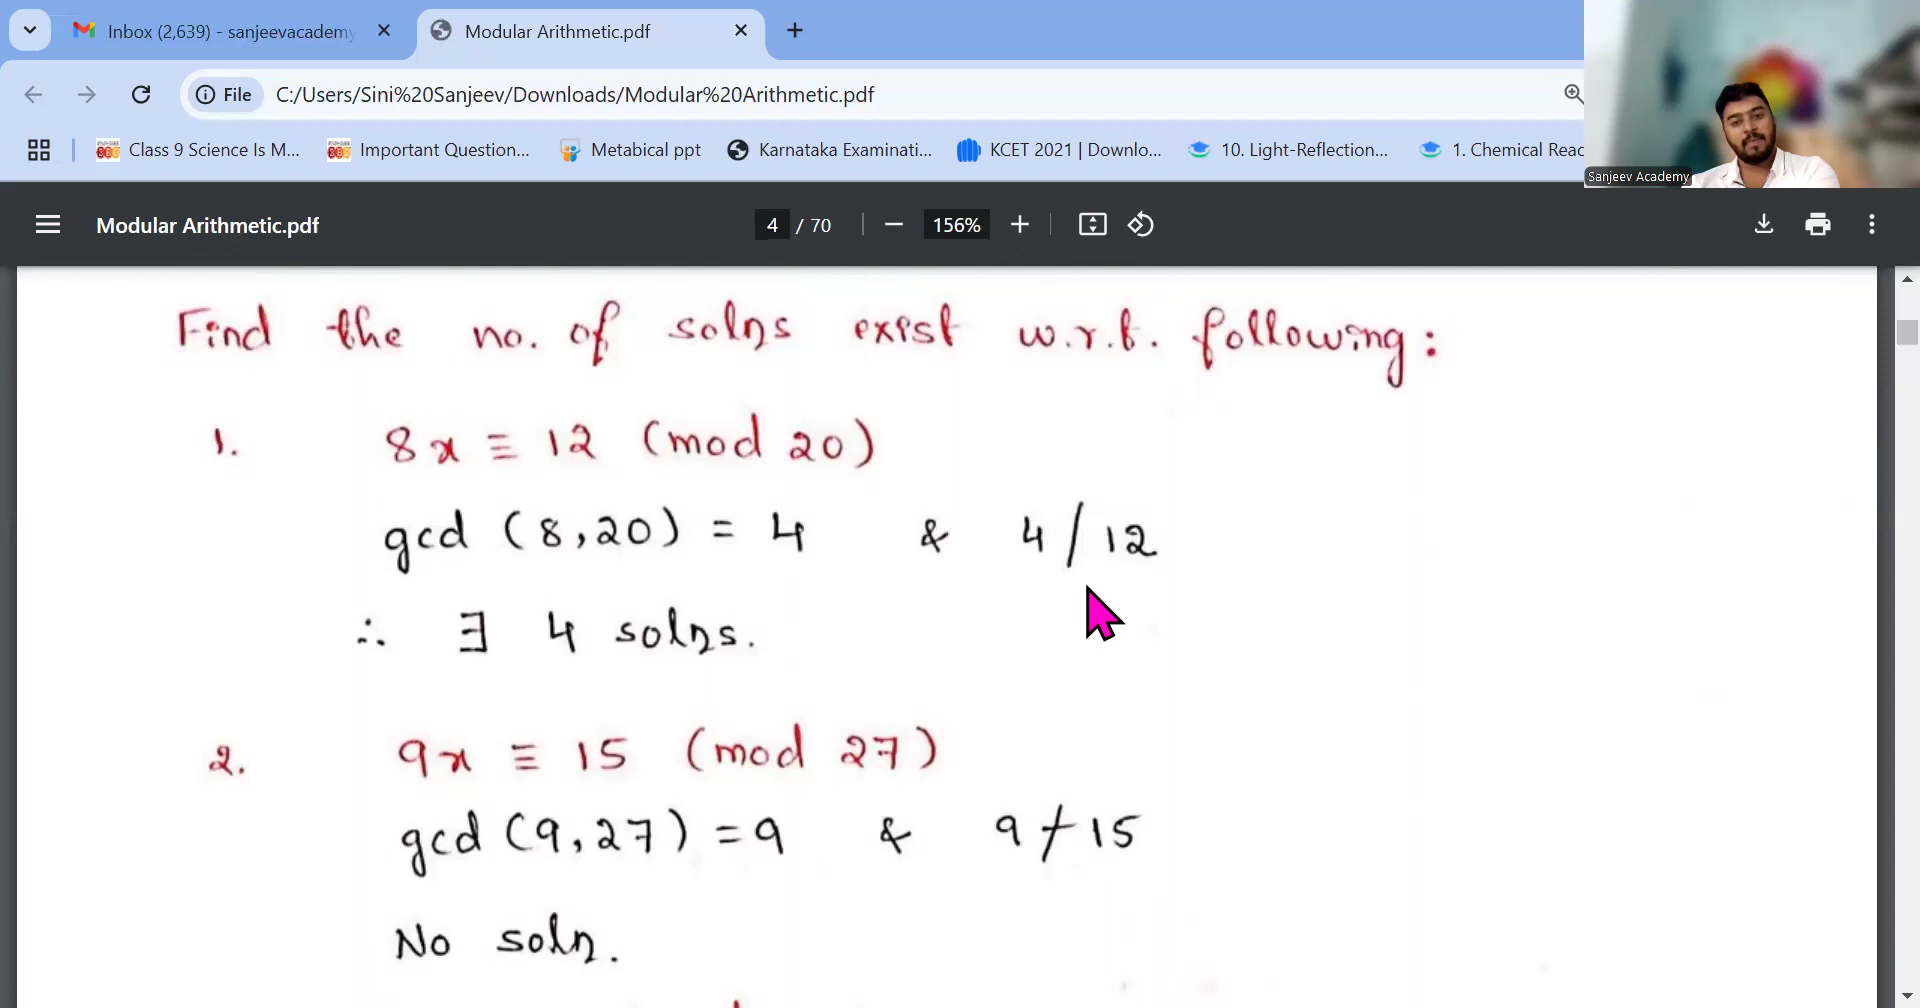 Inbox (2,639) - sanjeevacademy
Modular Arithmetic.pdf
File
C:/Users/Sini%20Sanjeev/Downloads/Modular%20Arithmetic.pdf
Class 9 Science Is M...
Important Question...
Metabical ppt
Karnataka Examinati...
KCET 2021 | Downlo...
10. Light-Reflection...
1. Chemical Reac
Sanjeev Academy
Modular Arithmetic.pdf
4 / 70
156%
Find the no. of solns exist w.r.t. following:
1. 8x ≡ 12 (mod 20)
gcd (8,20) = 4 & 4/12
∴ ∃ 4 solns.
2. 9x ≡ 15 (mod 27)
gcd (9,27) = 9 & 9∤15
No soln.